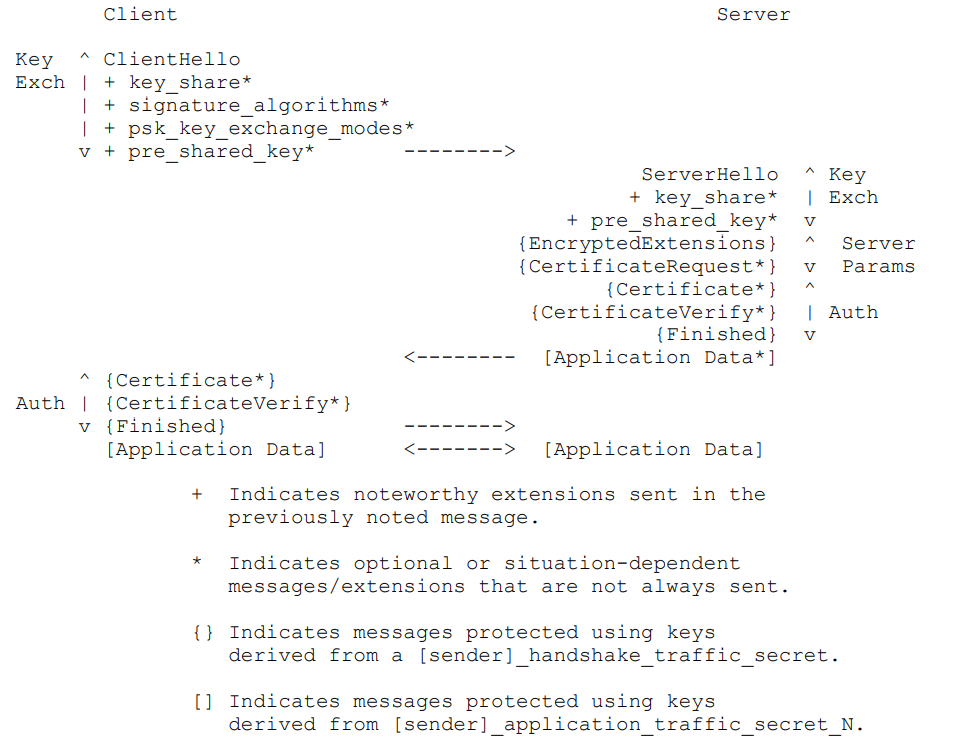 Client                                           Server

Key  ^ ClientHello
Exch | + key_share*
     | + signature_algorithms*
     | + psk_key_exchange_modes*
     v + pre_shared_key*       -------->
                                                  ServerHello  ^ Key
                                                 + key_share*  | Exch
                                            + pre_shared_key*  v
                                        {EncryptedExtensions}  ^  Server
                                        {CertificateRequest*}  v  Params
                                               {Certificate*}  ^
                                         {CertificateVerify*}  | Auth
                                                   {Finished}  v
                               <--------  [Application Data*]
     ^ {Certificate*}
Auth | {CertificateVerify*}
     v {Finished}              -------->
       [Application Data]      <------->  [Application Data]

              +  Indicates noteworthy extensions sent in the
                 previously noted message.

              *  Indicates optional or situation-dependent
                 messages/extensions that are not always sent.

              {} Indicates messages protected using keys
                 derived from a [sender]_handshake_traffic_secret.

              [] Indicates messages protected using keys
                 derived from [sender]_application_traffic_secret_N.